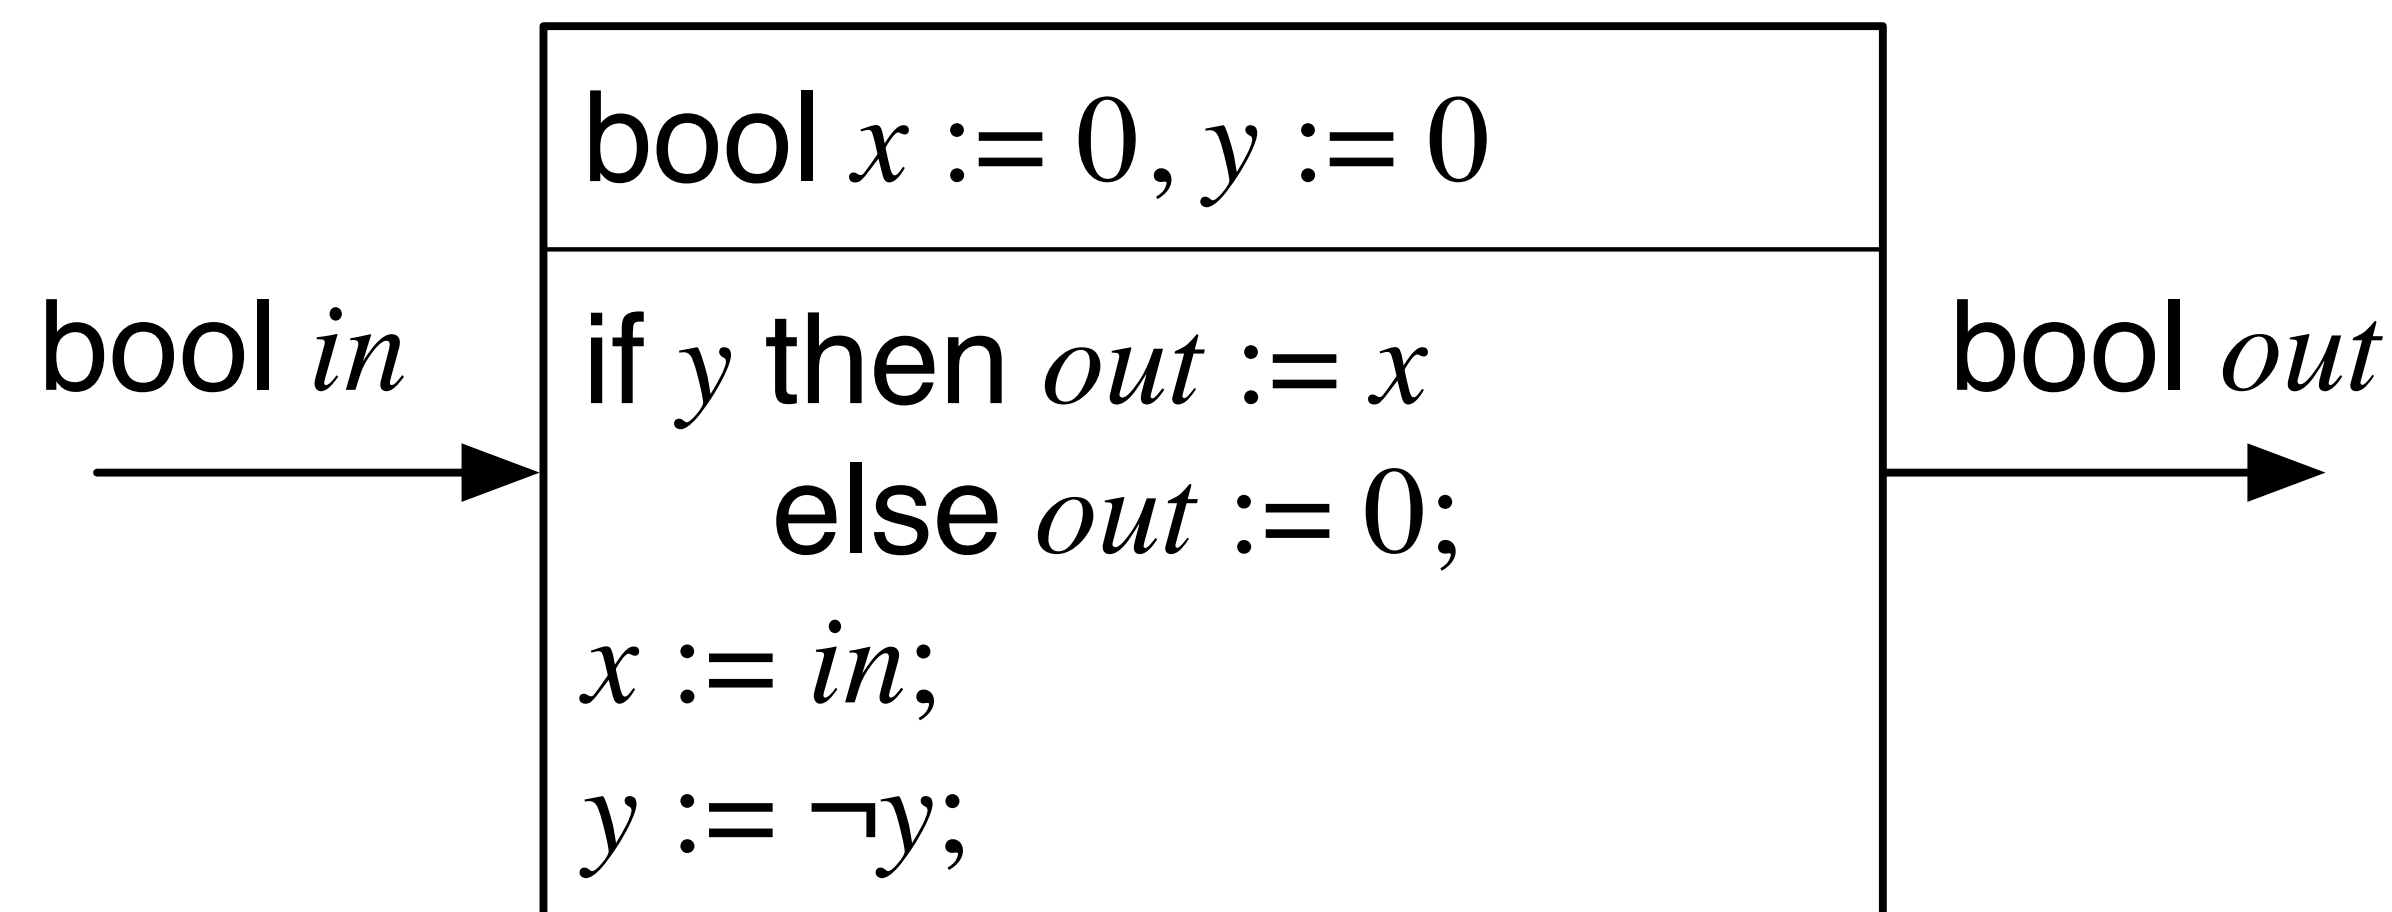 bool x := 0, y := 0
bool in
if y then out := x
bool out
else out := 0;
x := in;
y := ¬y;